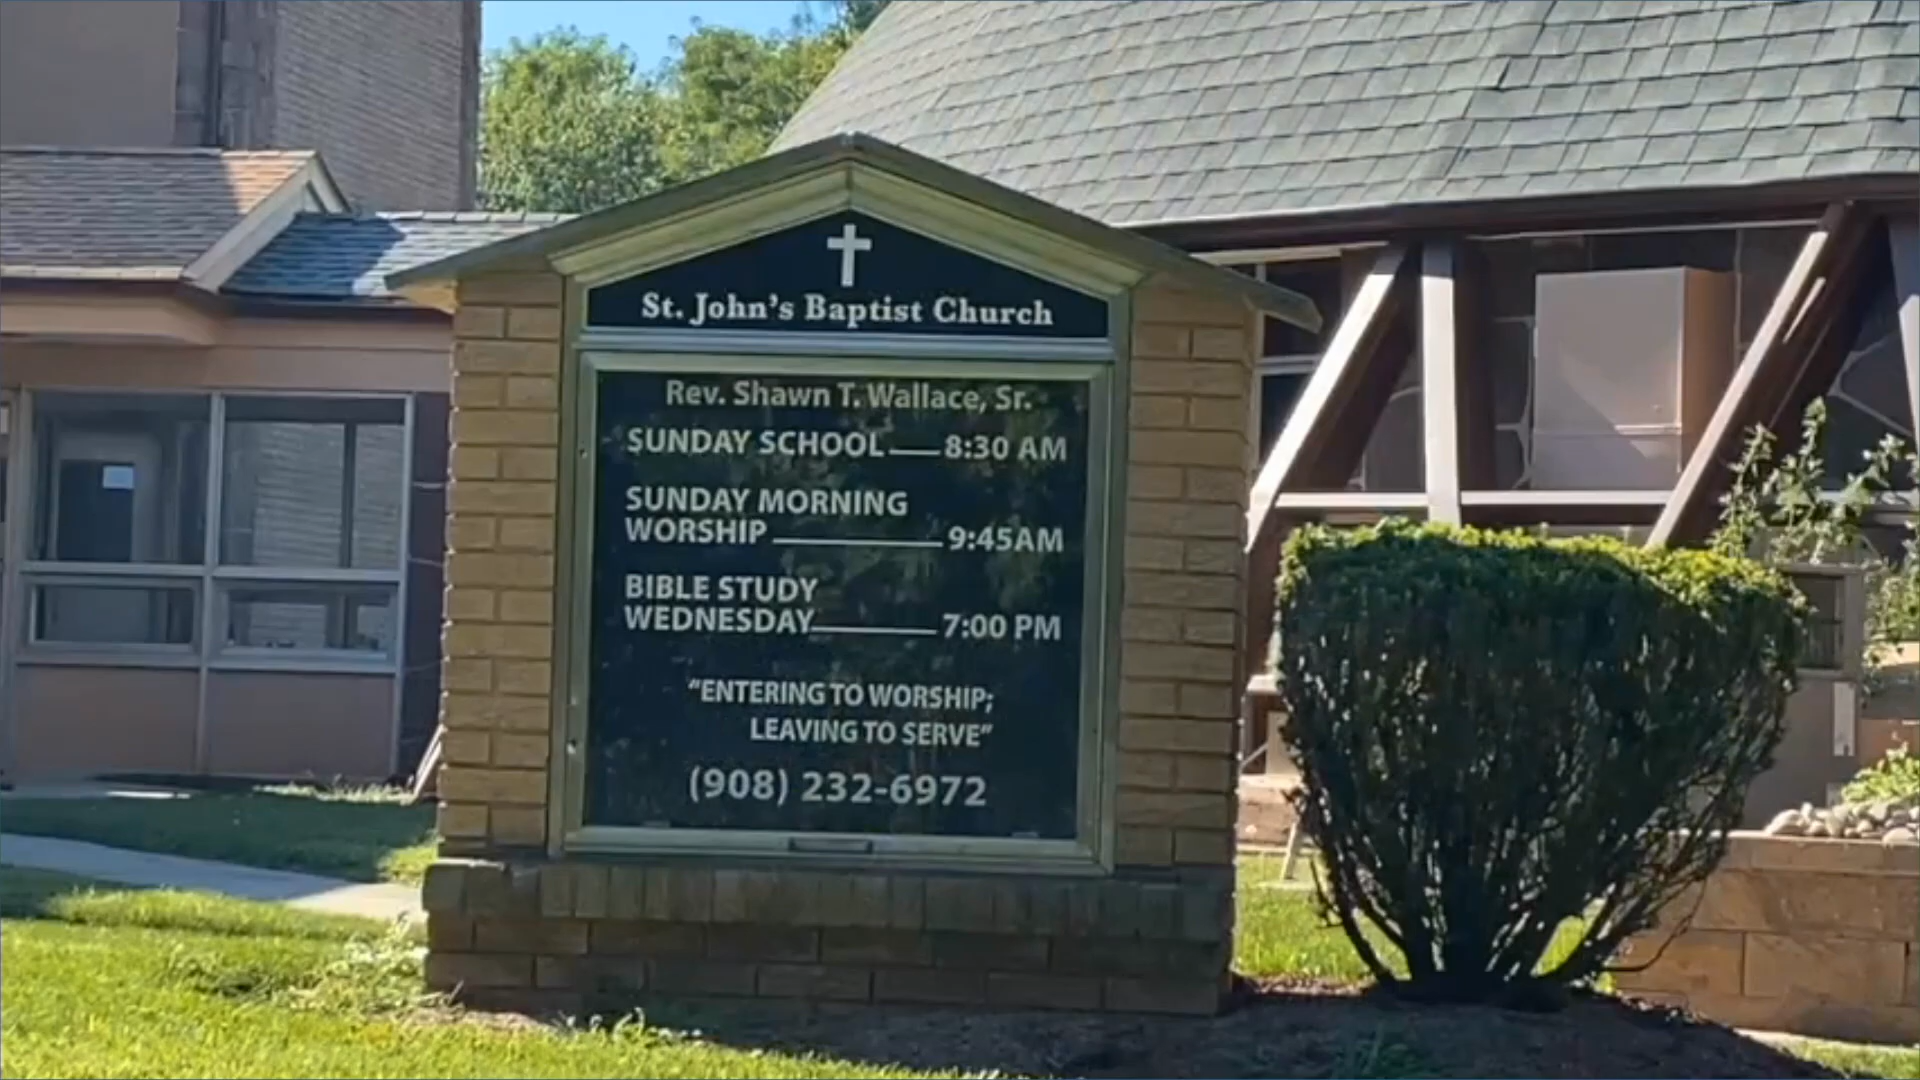 St. John's Baptist Church
Rev. Shawn T. Wallace, Sr.
SUNDAY SCHOOL 8:30 AM
SUNDAY MORNING
WORSHIP 9:45AM
BIBLE STUDY
WEDNESDAY 7:00 PM
"ENTERING TO WORSHIP;
LEAVING TO SERVE"
(908) 232-6972